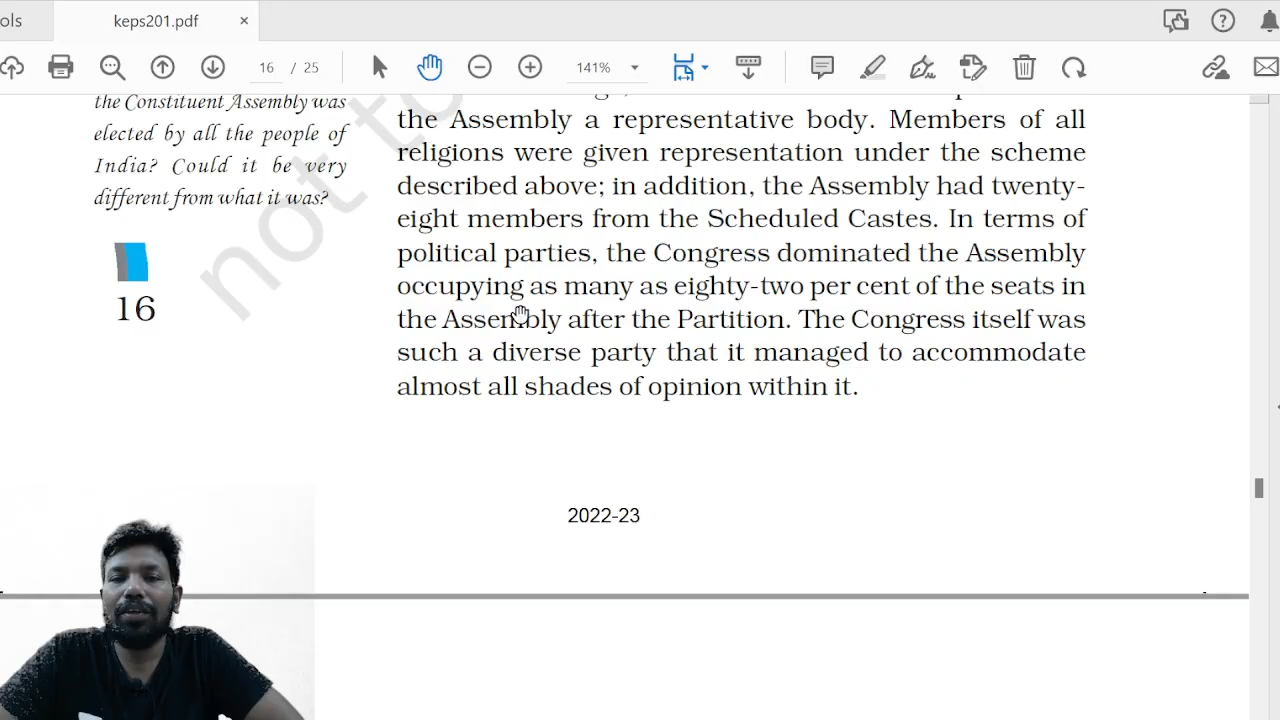 ols
keps201.pdf
16 / 25
141%
the Constituent Assembly was
elected by all the people of
India? Could it be very
different from what it was?
16
not to
the Assembly a representative body. Members of all
religions were given representation under the scheme
described above; in addition, the Assembly had twenty-
eight members from the Scheduled Castes. In terms of
political parties, the Congress dominated the Assembly
occupying as many as eighty-two per cent of the seats in
the Assembly after the Partition. The Congress itself was
such a diverse party that it managed to accommodate
almost all shades of opinion within it.
2022-23